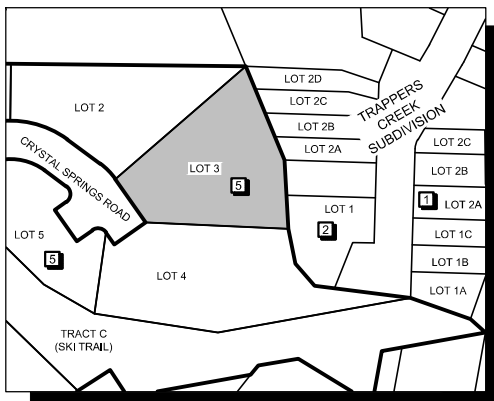 LOT 2D
LOT 2C
LOT 2B
LOT 2A
TRAPPERS
CREEK
SUBDIVISION
LOT 2
CRYSTAL SPRINGS ROAD
LOT 3
5
LOT 2C
LOT 2B
1
LOT 2A
LOT 1
2
LOT 1C
LOT 1B
LOT 1A
LOT 5
5
LOT 4
TRACT C
(SKI TRAIL)